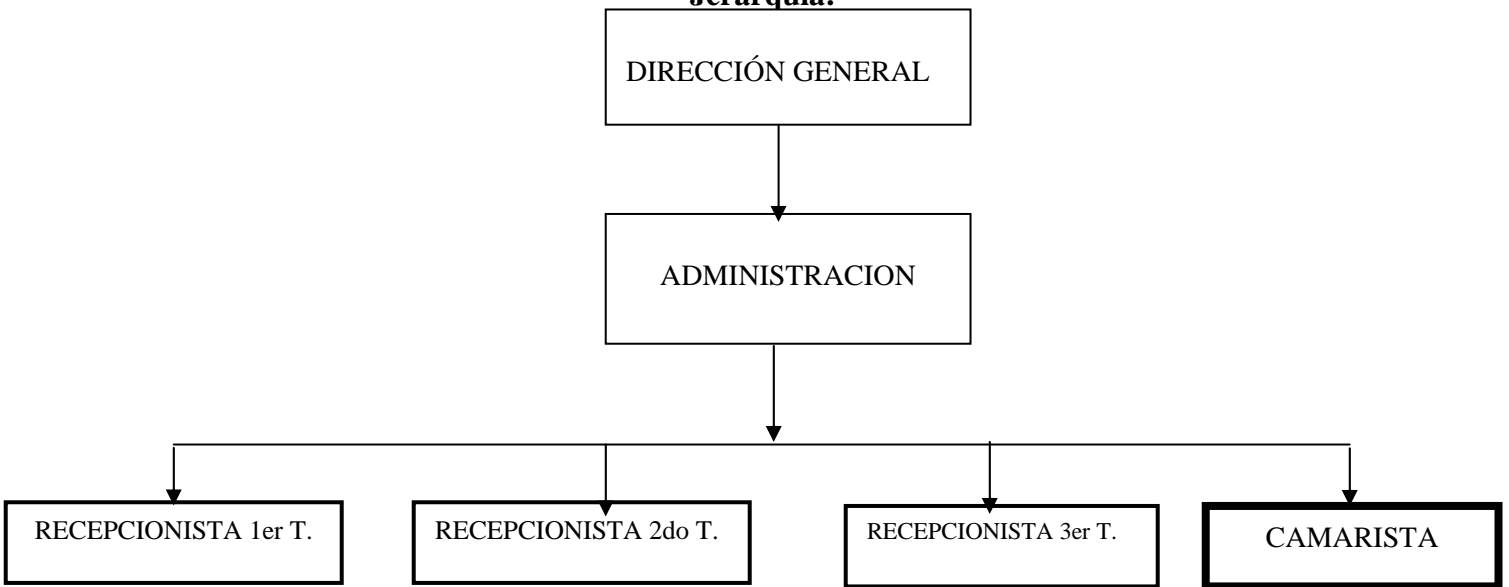 jerarquía.
DIRECCIÓN GENERAL
ADMINISTRACION
RECEPCIONISTA 1er T.
RECEPCIONISTA 2do T.
RECEPCIONISTA 3er T.
CAMARISTA